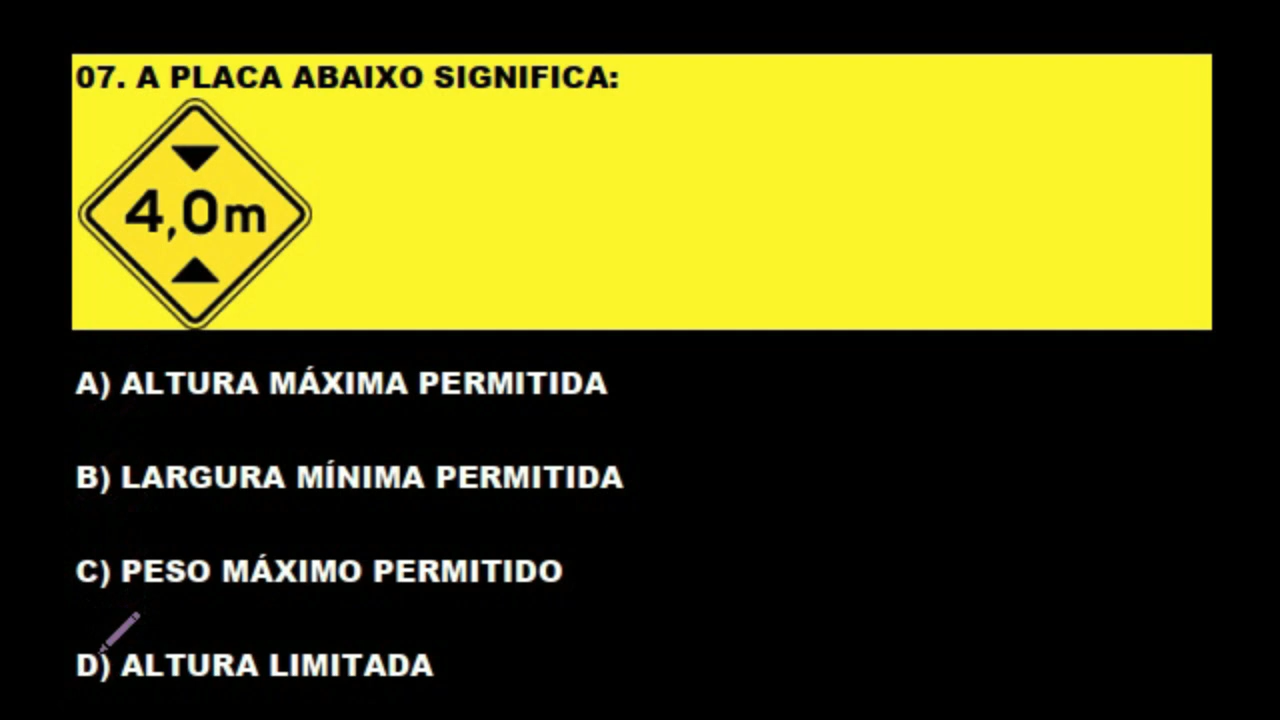 07. A PLACA ABAIXO SIGNIFICA:
4,0m
A) ALTURA MÁXIMA PERMITIDA
B) LARGURA MÍNIMA PERMITIDA
C) PESO MÁXIMO PERMITIDO
D) ALTURA LIMITADA